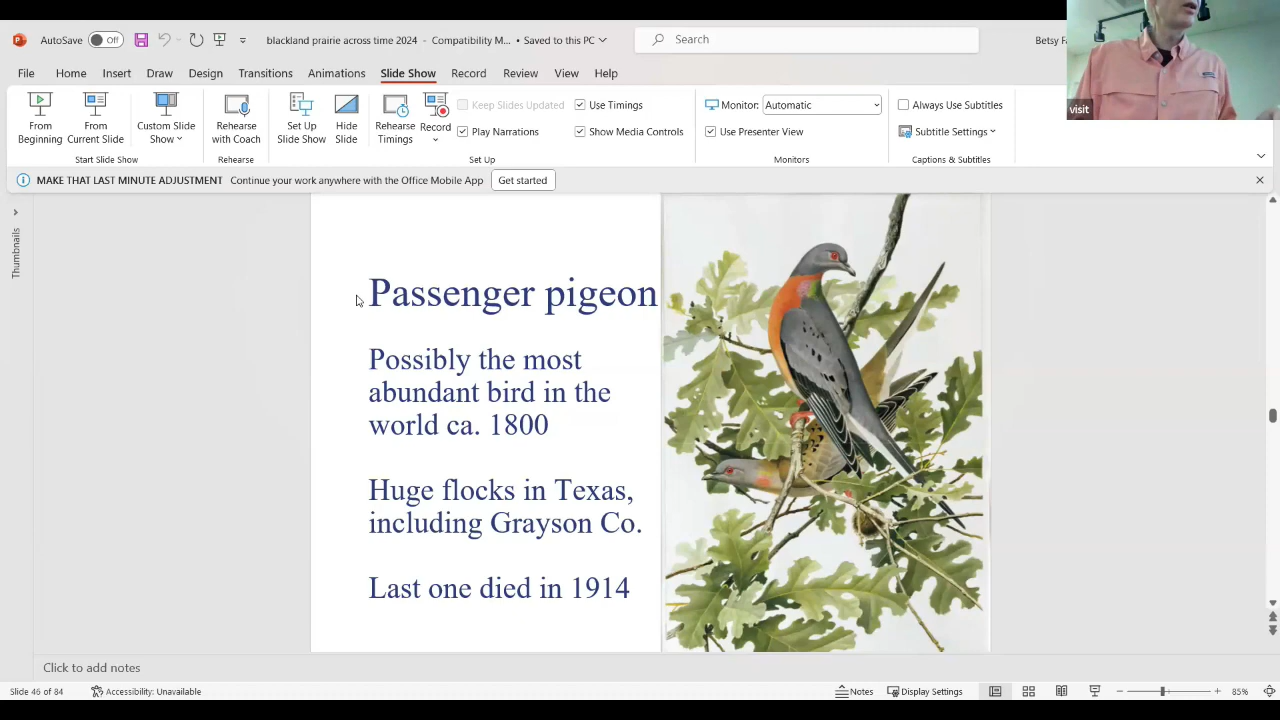 AutoSave Off blackland prairie across time 2024 - Compatibility M... - Saved to this PC Search Betsy Fa
File Home Insert Draw Design Transitions Animations Slide Show Record Review View Help
visit
From Beginning
From Current Slide
Custom Slide Show
Start Slide Show
Rehearse with Coach
Rehearse
Set Up Slide Show
Hide Slide
Rehearse Timings
Record
Keep Slides Updated
Play Narrations
Use Timings
Show Media Controls
Set Up
Monitor: Automatic
Use Presenter View
Monitors
Always Use Subtitles
Subtitle Settings
Captions & Subtitles
MAKE THAT LAST MINUTE ADJUSTMENT Continue your work anywhere with the Office Mobile App Get started
Thumbnails
Passenger pigeon
Possibly the most
abundant bird in the
world ca. 1800
Huge flocks in Texas,
including Grayson Co.
Last one died in 1914
Click to add notes
Slide 46 of 84 Accessibility: Unavailable Notes Display Settings 85%